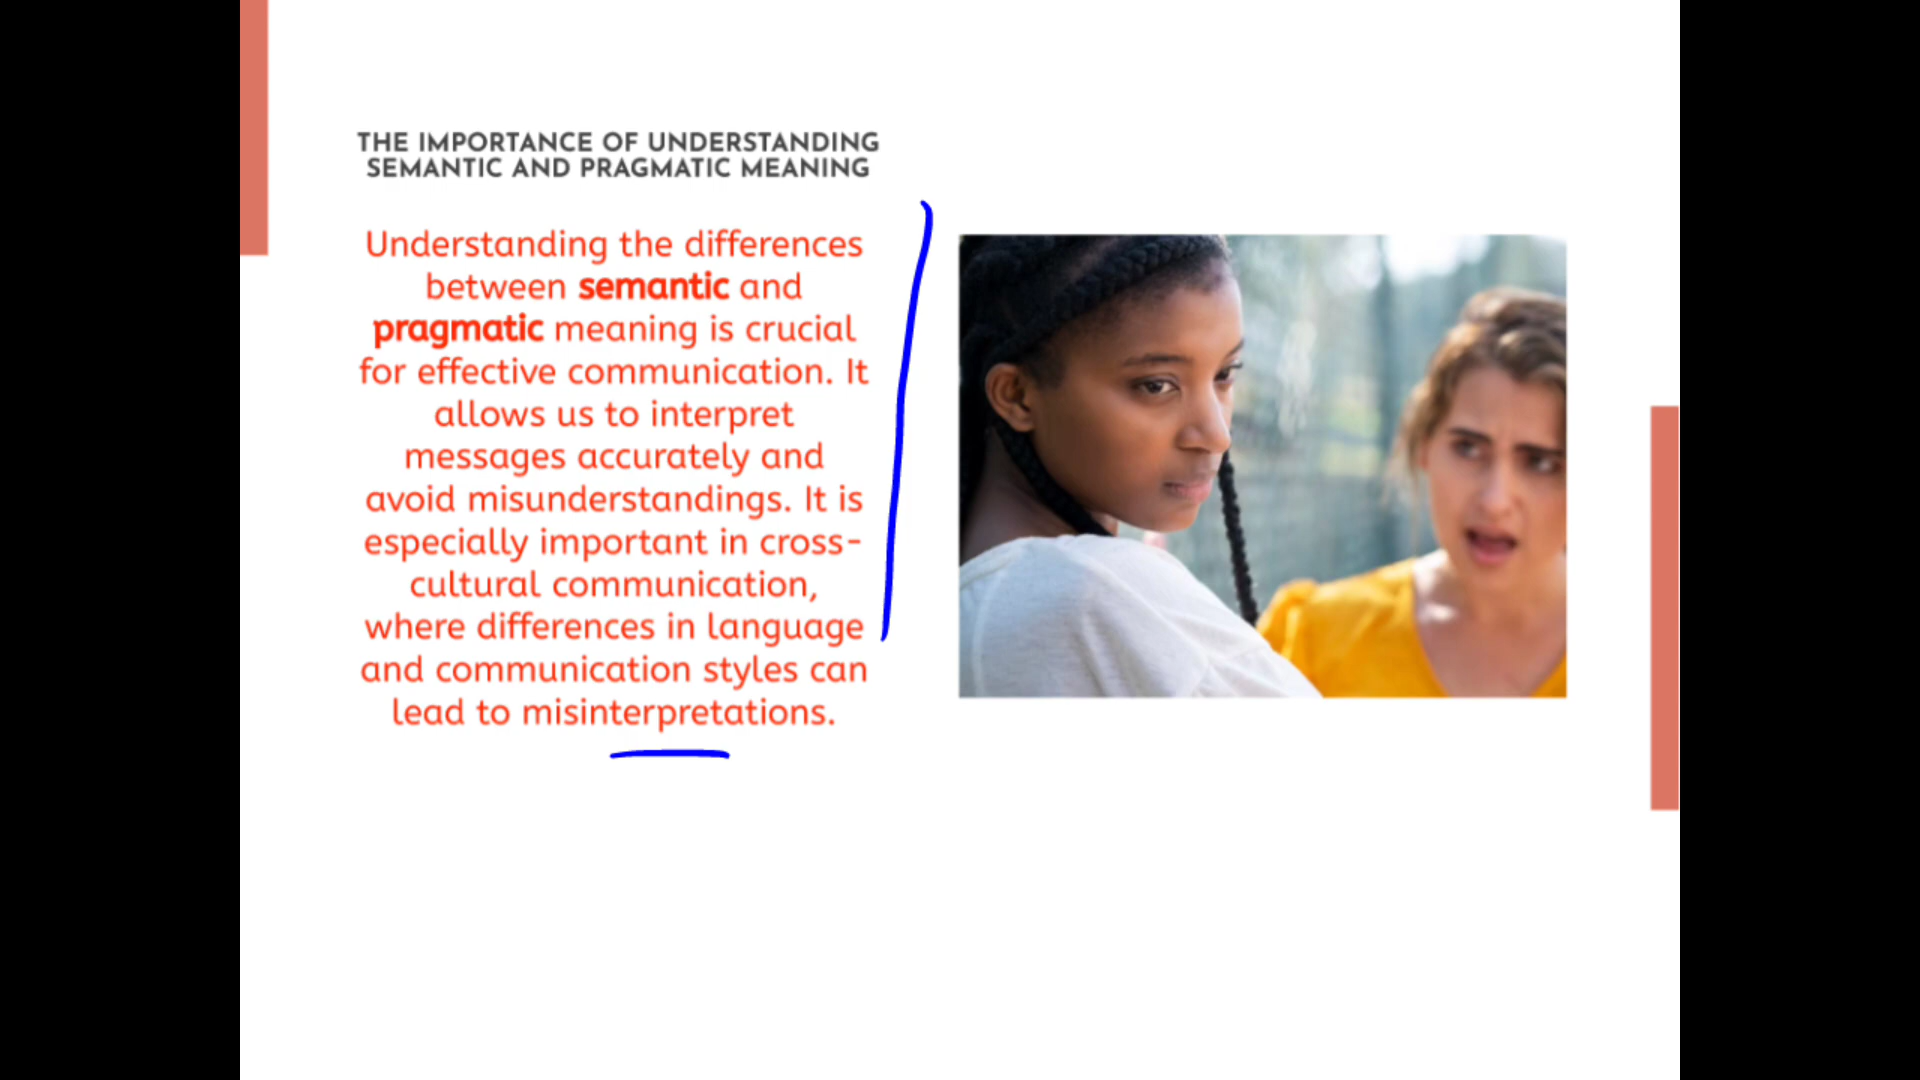 THE IMPORTANCE OF UNDERSTANDING
SEMANTIC AND PRAGMATIC MEANING
Understanding the differences
between semantic and
pragmatic meaning is crucial
for effective communication. It
allows us to interpret
messages accurately and
avoid misunderstandings. It is
especially important in cross-
cultural communication,
where differences in language
and communication styles can
lead to misinterpretations.